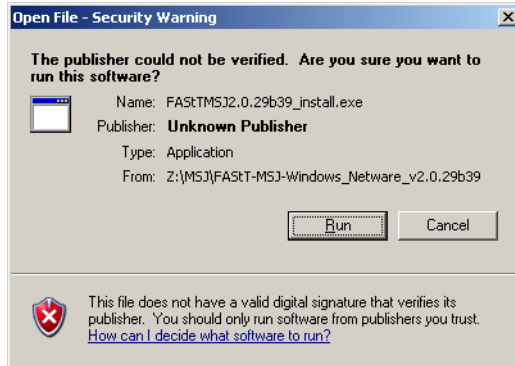 Open File - Security Warning
The publisher could not be verified. Are you sure you want to
run this software?
Name: FAStTMSJ2.0.29b39_install.exe
Publisher: Unknown Publisher
Type: Application
From: Z:\MSJ\FAStT-MSJ-Windows_Netware_v2.0.29b39
Run Cancel
This file does not have a valid digital signature that verifies its
publisher. You should only run software from publishers you trust.
How can I decide what software to run?